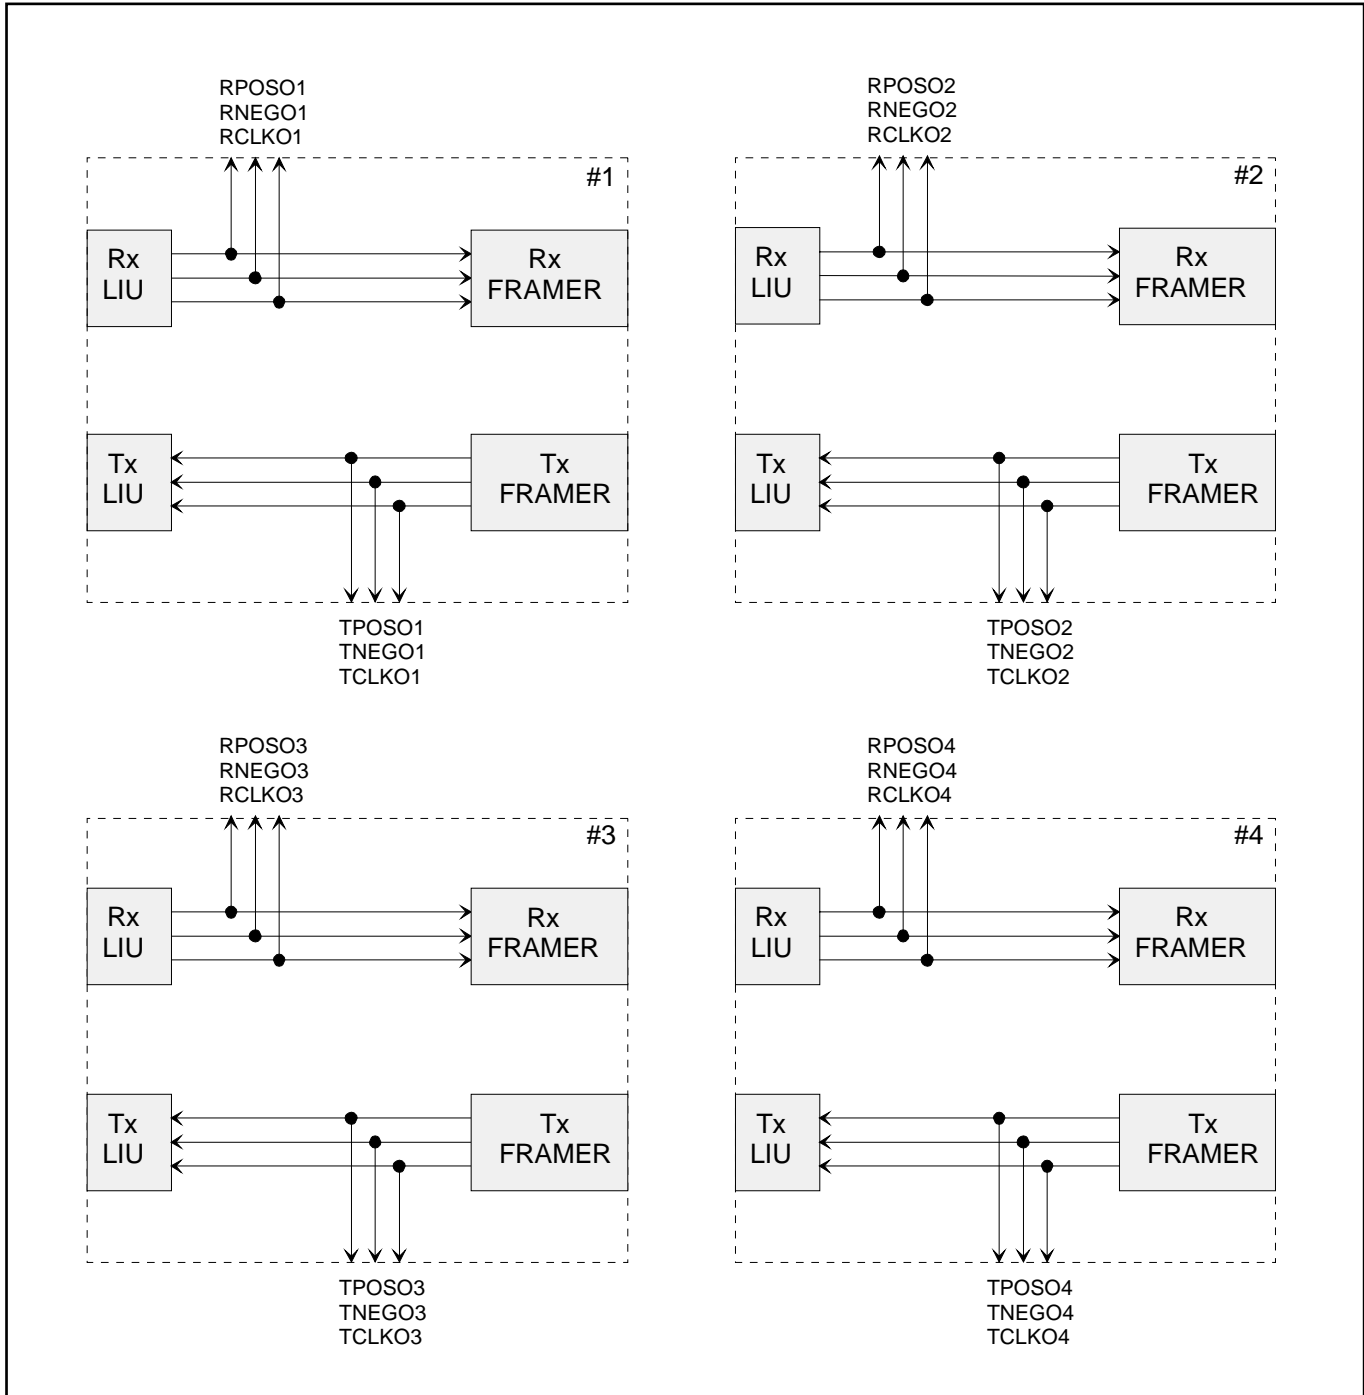 RPOSO1
RNEGO1
RCLKO1
#1
Rx
LIU
Rx
FRAMER
Tx
LIU
Tx
FRAMER
TPOSO1
TNEGO1
TCLKO1
RPOSO2
RNEGO2
RCLKO2
#2
Rx
LIU
Rx
FRAMER
Tx
LIU
Tx
FRAMER
TPOSO2
TNEGO2
TCLKO2
RPOSO3
RNEGO3
RCLKO3
#3
Rx
LIU
Rx
FRAMER
Tx
LIU
Tx
FRAMER
TPOSO3
TNEGO3
TCLKO3
RPOSO4
RNEGO4
RCLKO4
#4
Rx
LIU
Rx
FRAMER
Tx
LIU
Tx
FRAMER
TPOSO4
TNEGO4
TCLKO4